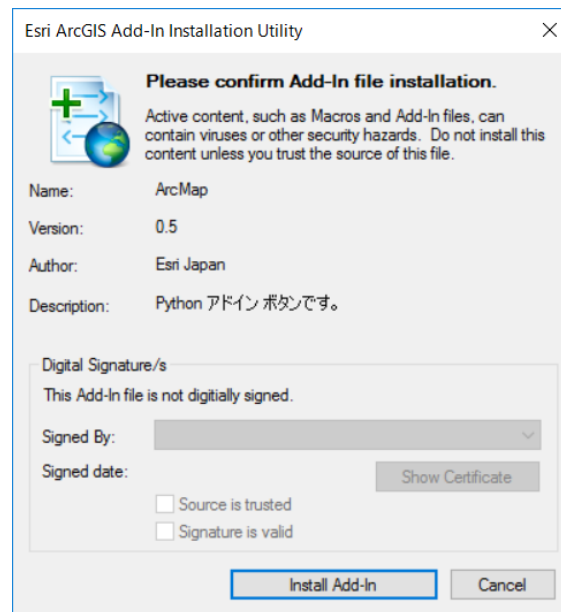 Esri ArcGIS Add-In Installation Utility
Please confirm Add-In file installation.
Active content, such as Macros and Add-In files, can
contain viruses or other security hazards. Do not install this
content unless you trust the source of this file.
Name: ArcMap
Version: 0.5
Author: Esri Japan
Description: Python アドイン ボタンです。
Digital Signature/s
This Add-In file is not digitially signed.
Signed By:
Signed date:
Show Certificate
Source is trusted
Signature is valid
Install Add-In Cancel